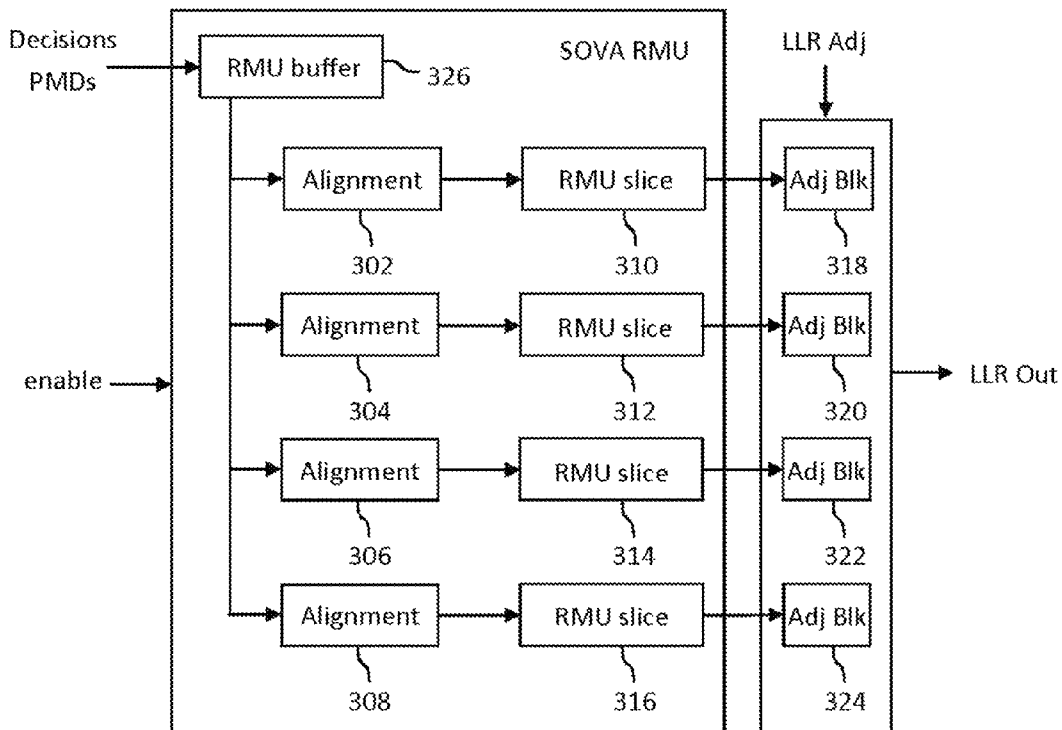 Decisions
PMDs
RMU buffer
326
SOVA RMU
LLR Adj
Alignment
RMU slice
Adj Blk
302
310
318
Alignment
RMU slice
Adj Blk
enable
304
312
320
LLR Out
Alignment
RMU slice
Adj Blk
306
314
322
Alignment
RMU slice
Adj Blk
308
316
324